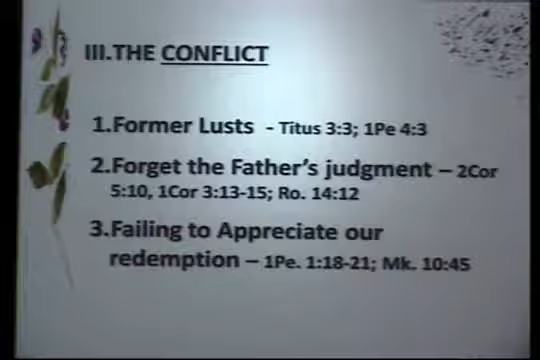 III.THE CONFLICT
1.Former Lusts - Titus 3:3; 1Pe 4:3
2.Forget the Father's judgment – 2Cor
5:10, 1Cor 3:13-15; Ro. 14:12
3.Failing to Appreciate our
redemption – 1Pe. 1:18-21; Mk. 10:45